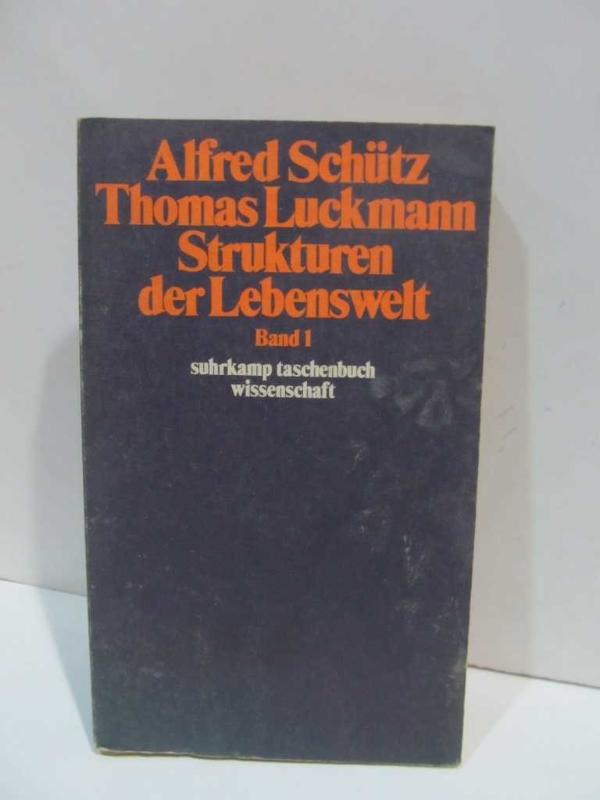 Alfred Schütz
Thomas Luckmann
Strukturen
der Lebenswelt
Band 1
suhrkamp taschenbuch
wissenschaft